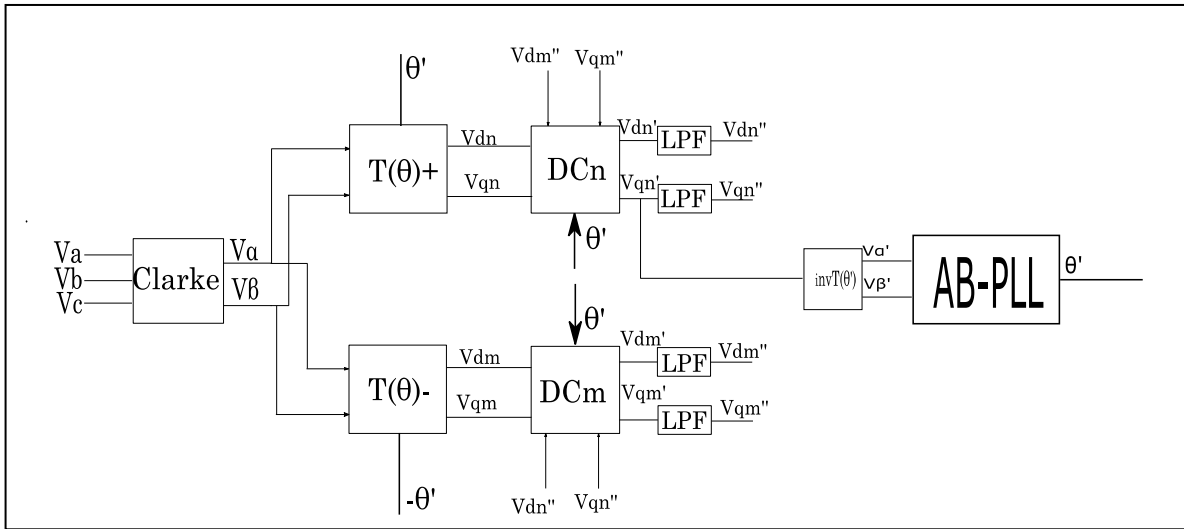 Vdm" Vqm"
θ'
Vdn
Vqn
T(θ)+
DCn
Vdn' LPF Vdn"
Vqn' LPF Vqn"
θ'
Va
Vb
Vc
Clarke
Vα
Vβ
invT(θ')
Vα'
Vβ'
AB-PLL
θ'
θ'
T(θ)-
Vdm
Vqm
DCm
Vdm' LPF Vdm"
Vqm' LPF Vqm"
-θ'
Vdn" Vqn"